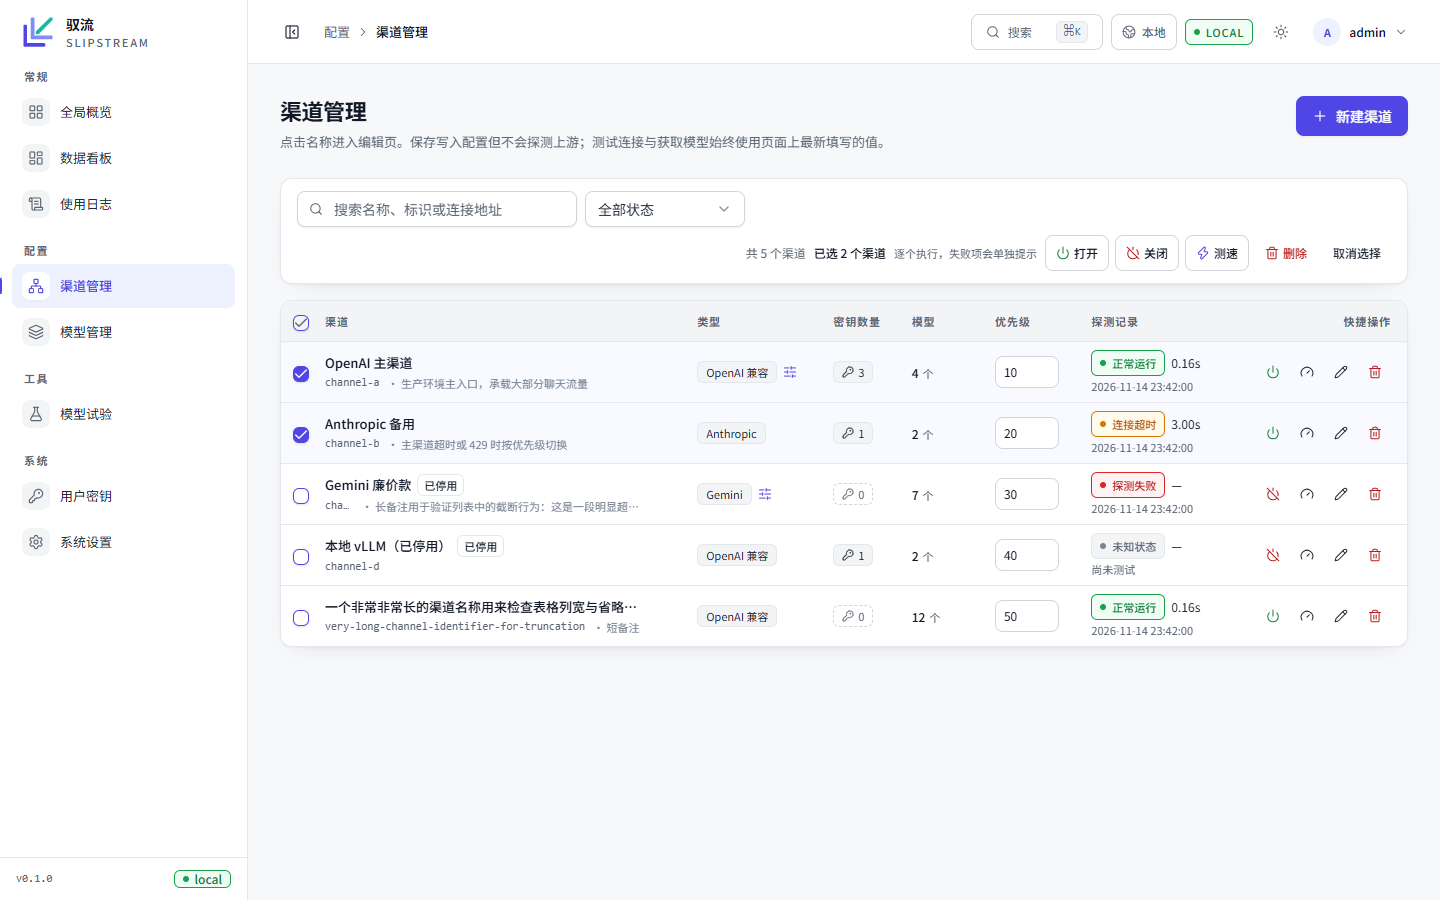 驭流
SLIPSTREAM
常规
全局概览
数据看板
使用日志
配置
渠道管理
模型管理
工具
模型试验
系统
用户密钥
系统设置
v0.1.0
local
配置 渠道管理
搜索 ⌘K
本地
LOCAL
A admin
渠道管理
点击名称进入编辑页。保存写入配置但不会探测上游；测试连接与获取模型始终使用页面上最新填写的值。
新建渠道
搜索名称、标识或连接地址
全部状态
共 5 个渠道 已选 2 个渠道 逐个执行，失败项会单独提示 打开 关闭 测速 删除 取消选择
渠道 类型 密钥数量 模型 优先级 探测记录 快捷操作
OpenAI 主渠道
channel-a • 生产环境主入口，承载大部分聊天流量
OpenAI 兼容
3
4 个
10
正常运行 0.16s
2026-11-14 23:42:00
Anthropic 备用
channel-b • 主渠道超时或 429 时按优先级切换
Anthropic
1
2 个
20
连接超时 3.00s
2026-11-14 23:42:00
Gemini 廉价款 已停用
cha… • 长备注用于验证列表中的截断行为：这是一段明显超…
Gemini
0
7 个
30
探测失败 —
2026-11-14 23:42:00
本地 vLLM（已停用） 已停用
channel-d
OpenAI 兼容
1
2 个
40
未知状态 —
尚未测试
一个非常非常长的渠道名称用来检查表格列宽与省略…
very-long-channel-identifier-for-truncation • 短备注
OpenAI 兼容
0
12 个
50
正常运行 0.16s
2026-11-14 23:42:00